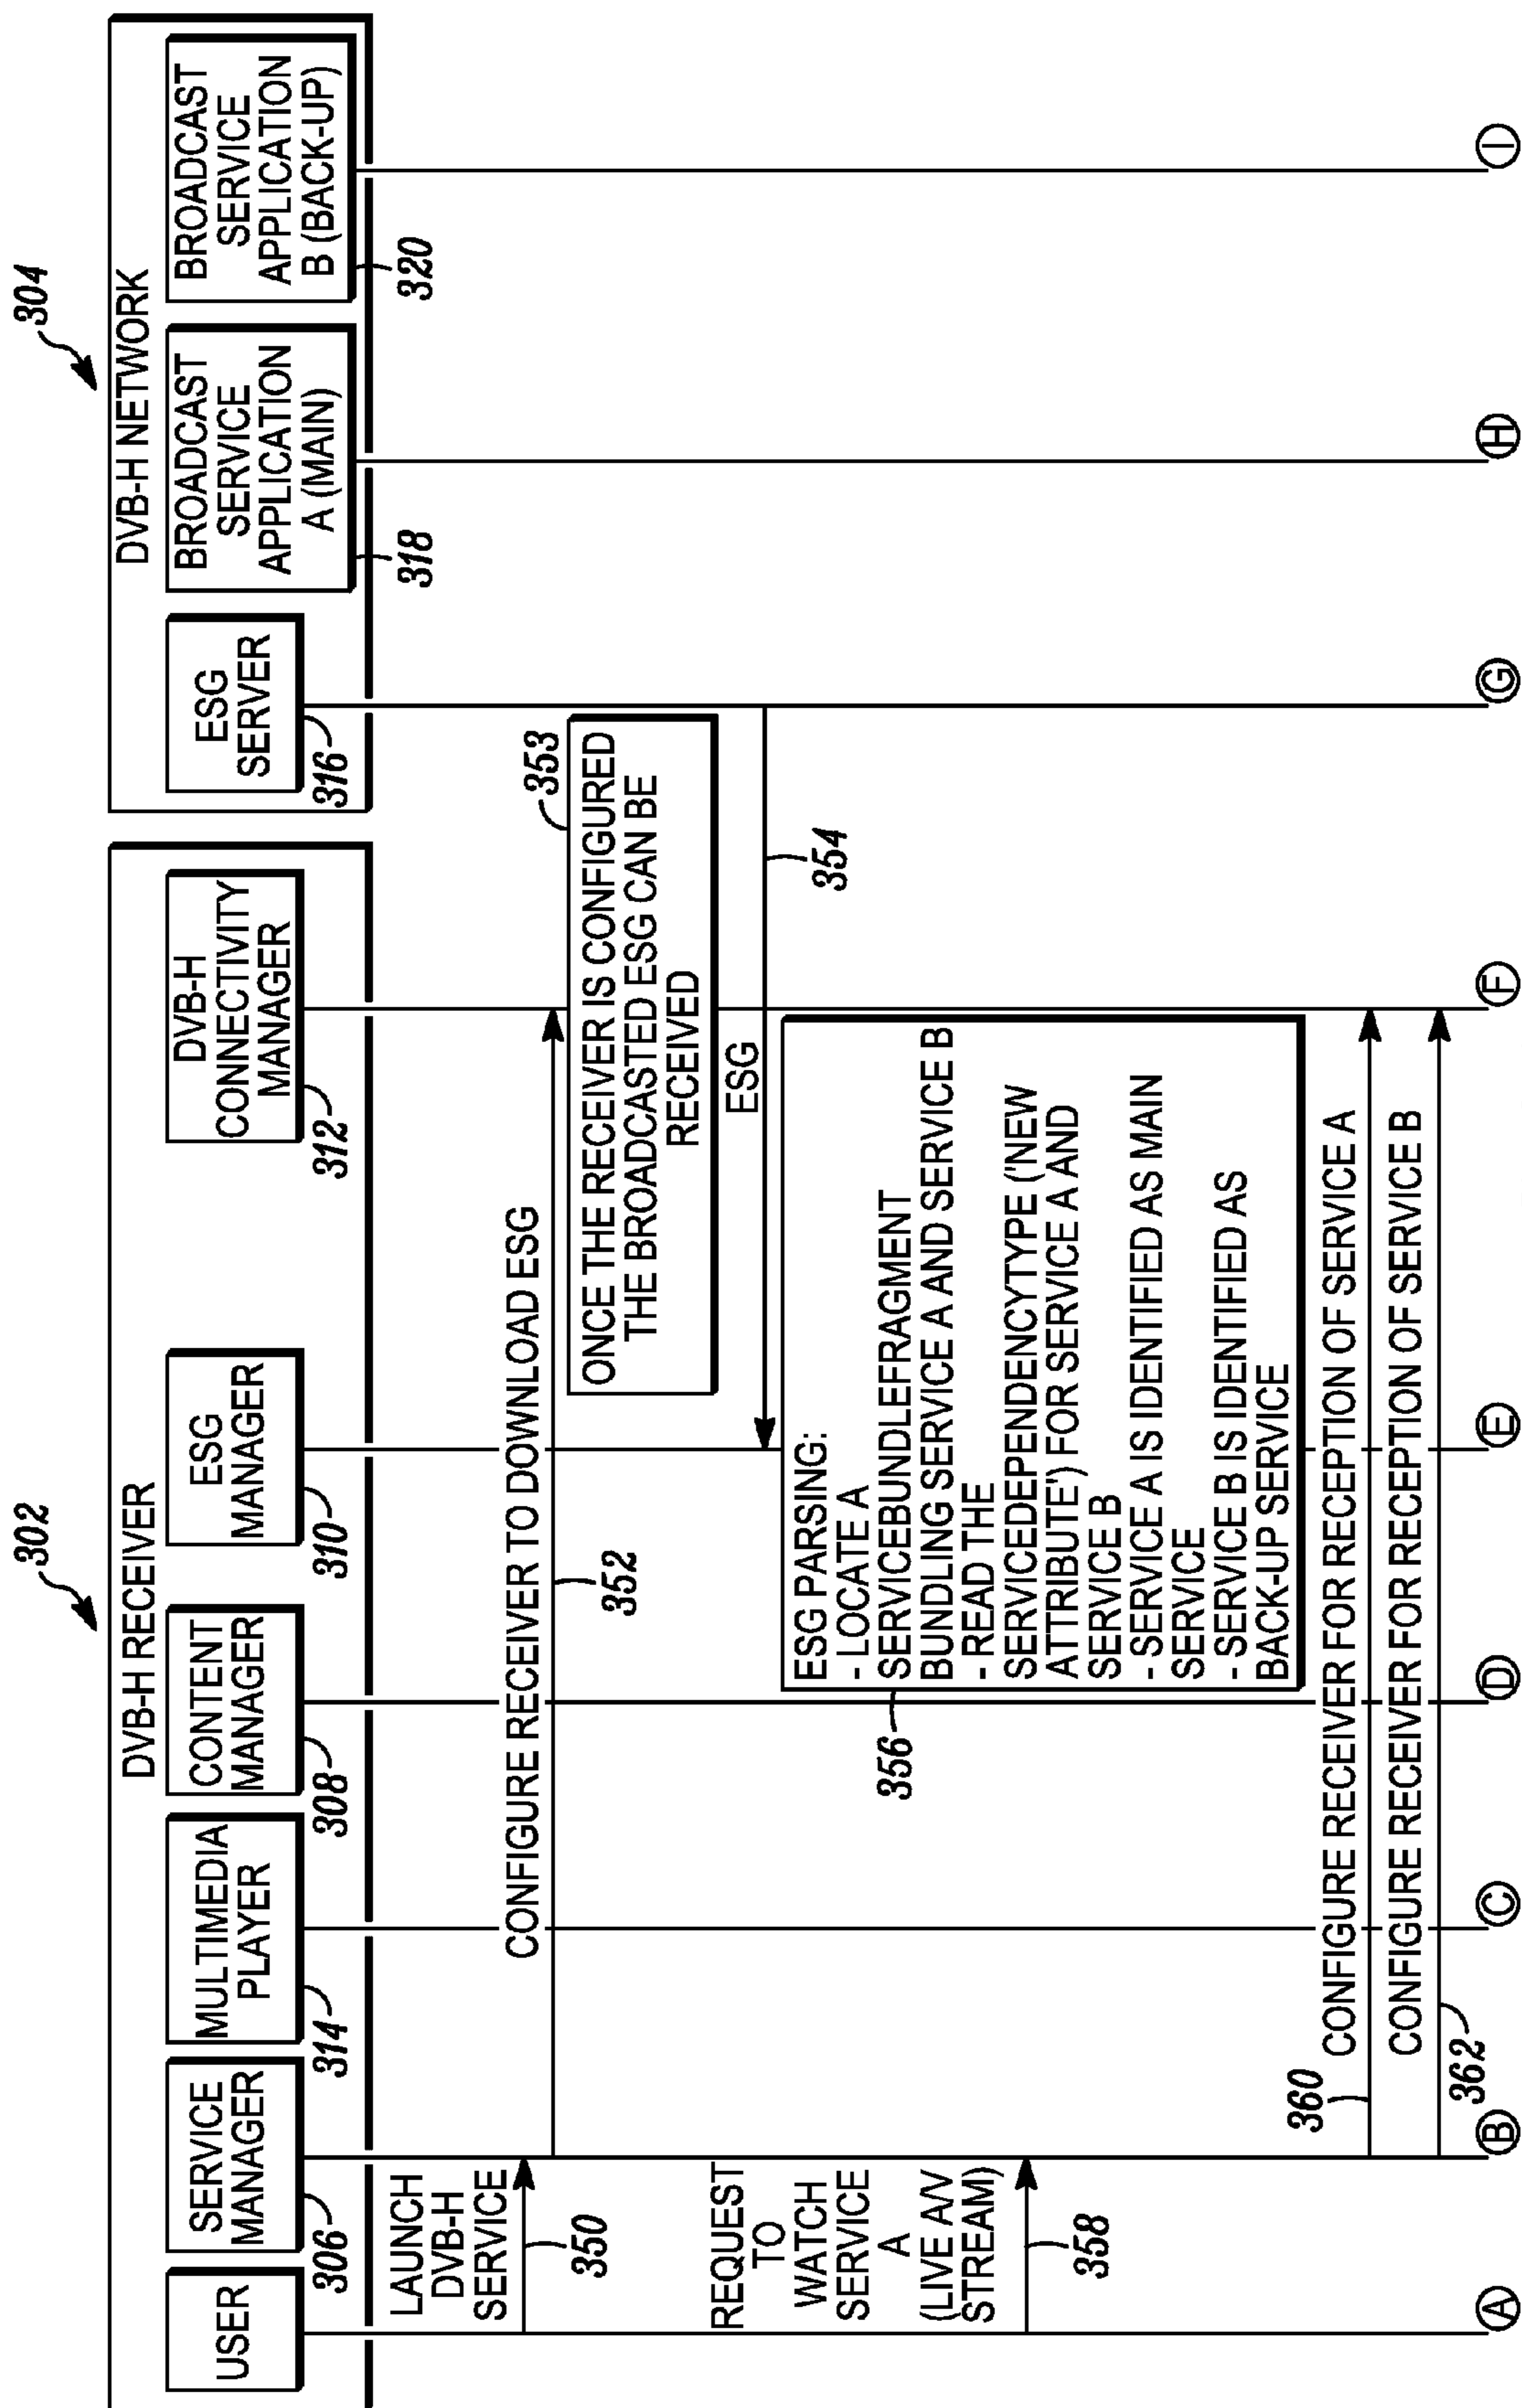 302
304
DVB-H RECEIVER
DVB-H NETWORK
USER
SERVICE
MANAGER
306
MULTIMEDIA
PLAYER
314
CONTENT
MANAGER
308
ESG
MANAGER
310
DVB-H
CONNECTIVITY
MANAGER
312
ESG
SERVER
316
BROADCAST
SERVICE
APPLICATION
A (MAIN)
318
BROADCAST
SERVICE
APPLICATION
B (BACK-UP)
320
LAUNCH
DVB-H
SERVICE
350
CONFIGURE RECEIVER TO DOWNLOAD ESG
352
353
ONCE THE RECEIVER IS CONFIGURED
THE BROADCASTED ESG CAN BE
RECEIVED
ESG
354
356
ESG PARSING:
- LOCATE A
SERVICEBUNDLEFRAGMENT
BUNDLING SERVICE A AND SERVICE B
- READ THE
SERVICEDEPENDENCYTYPE ('NEW
ATTRIBUTE') FOR SERVICE A AND
SERVICE B
- SERVICE A IS IDENTIFIED AS MAIN
SERVICE
- SERVICE B IS IDENTIFIED AS
BACK-UP SERVICE
REQUEST
TO
WATCH
SERVICE
A
(LIVE A/V
STREAM)
358
CONFIGURE RECEIVER FOR RECEPTION OF SERVICE A
360
CONFIGURE RECEIVER FOR RECEPTION OF SERVICE B
362
A
B
C
D
E
F
G
H
I